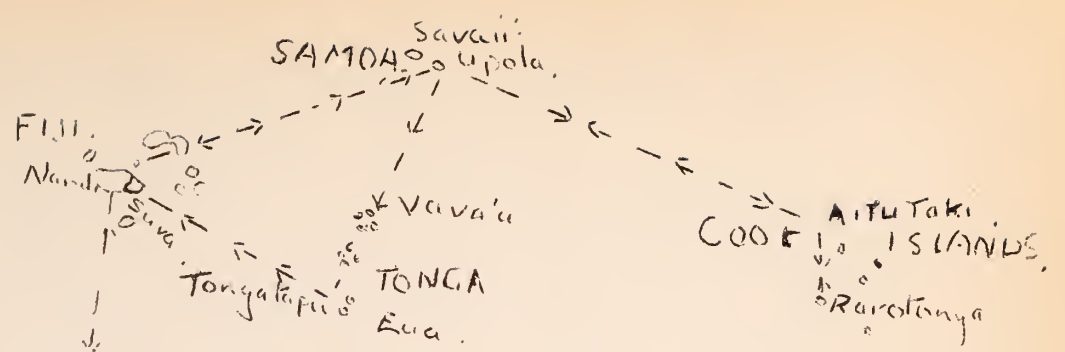 Savaii.
SAMOA.
Upola.
FIJI.
Nandi
Suva.
Vava'u
Tongatapu
TONGA
Eua.
COOK
AituTaki.
ISLANDS.
Rarotonga